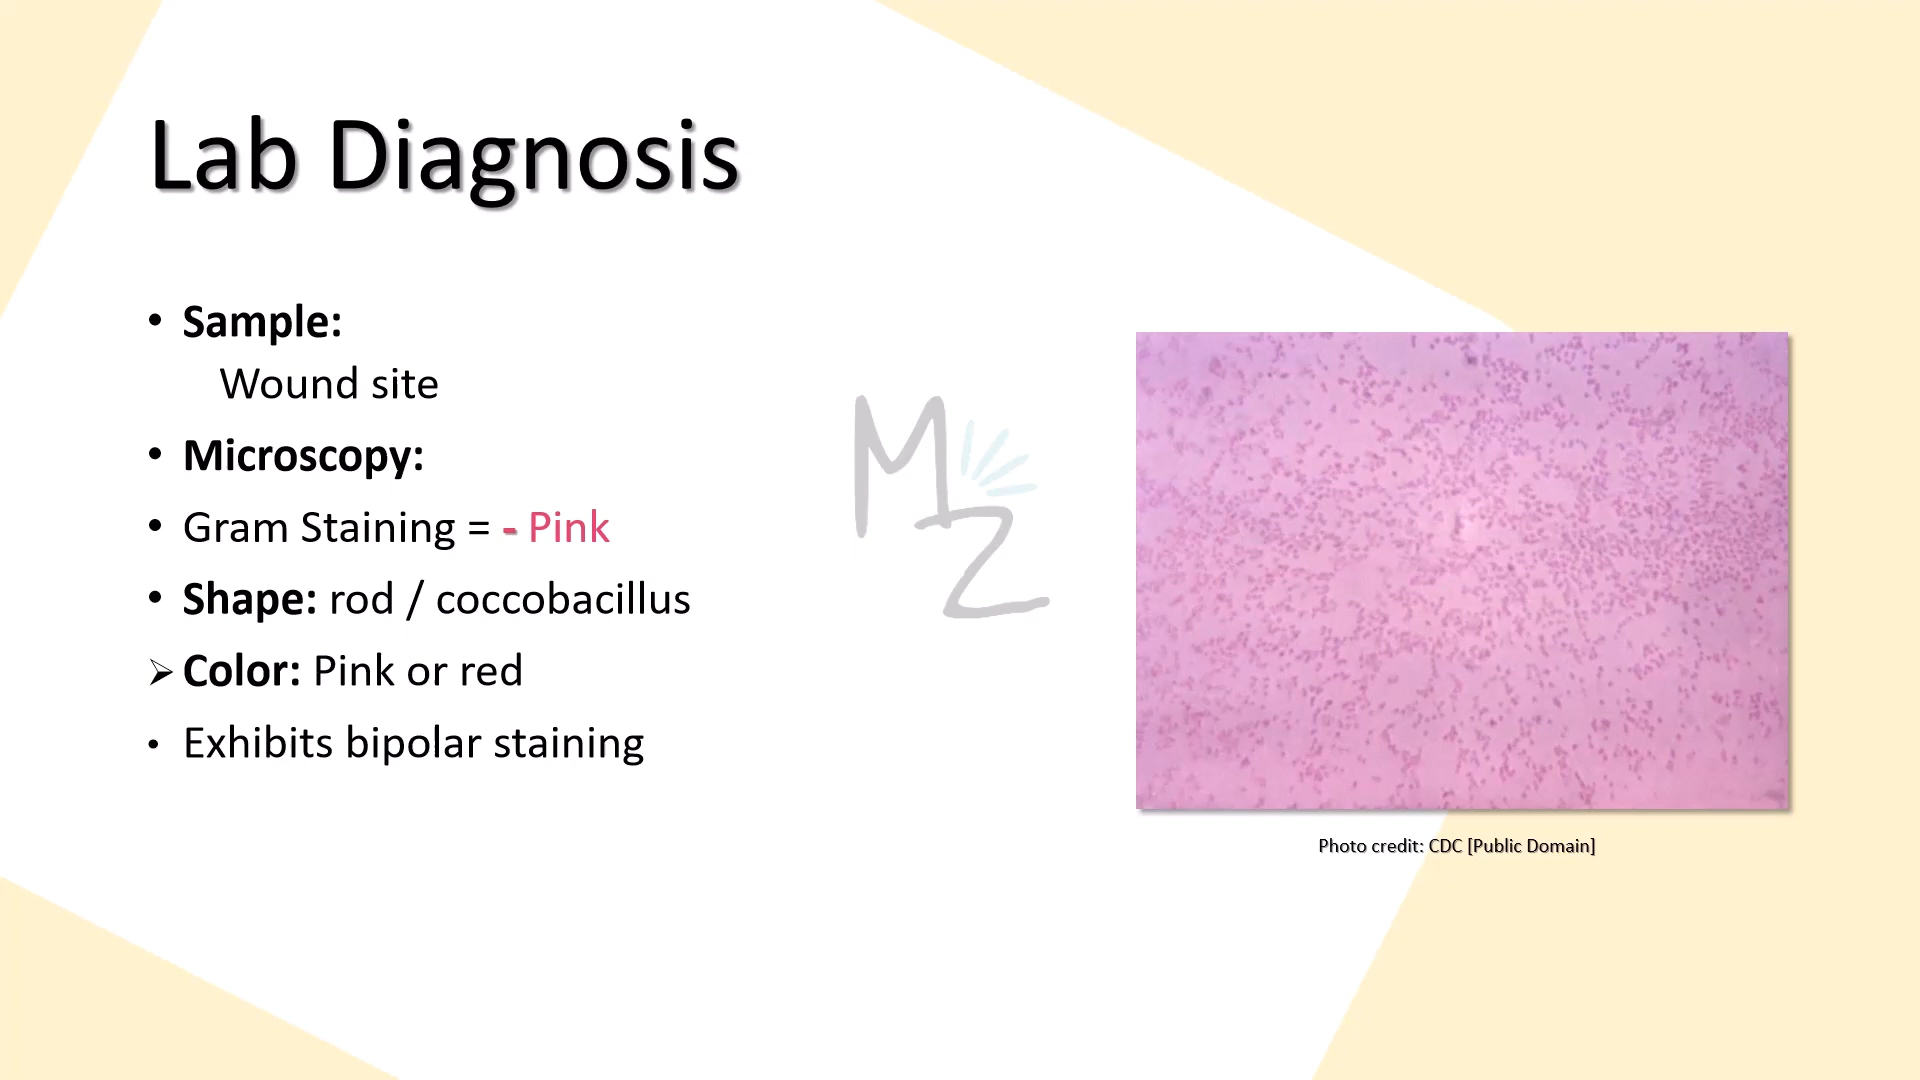 Lab Diagnosis
• Sample:
Wound site
• Microscopy:
• Gram Staining = - Pink
• Shape: rod / coccobacillus
➢ Color: Pink or red
• Exhibits bipolar staining
MZ
Photo credit: CDC [Public Domain]